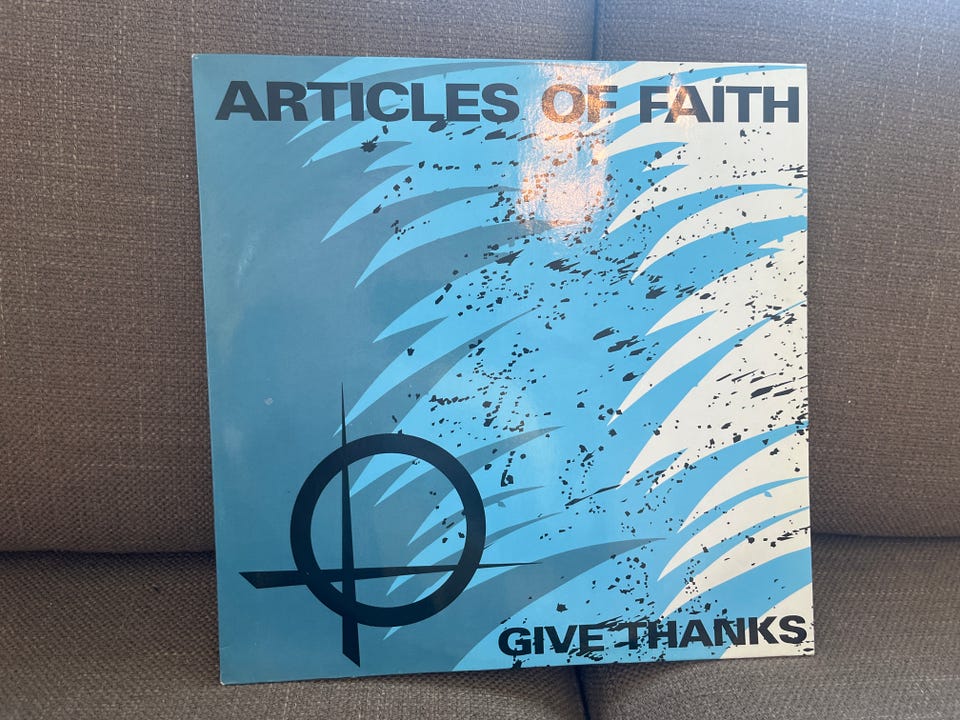 ARTICLES OF FAITH
GIVE THANKS